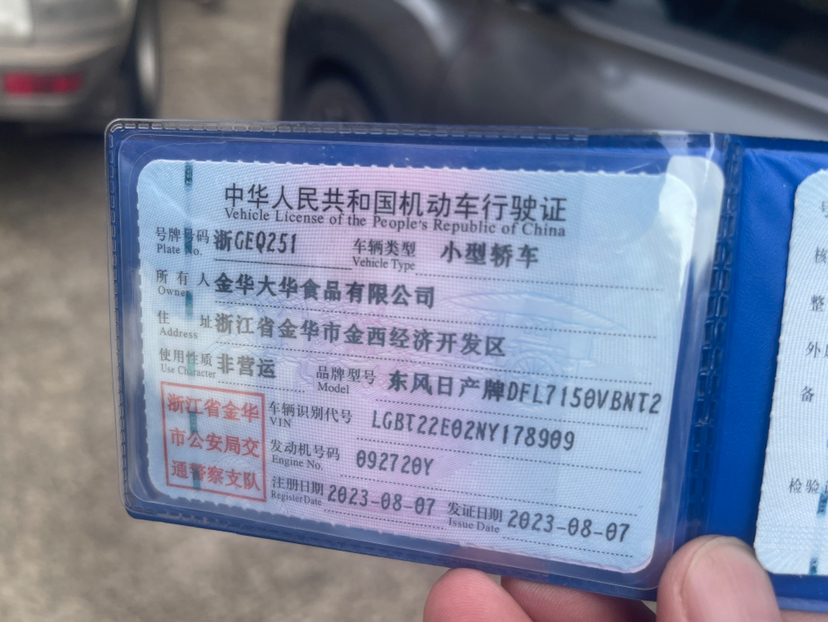 中华人民共和国机动车行驶证
Vehicle License of the People's Republic of China
号牌号码 浙GEQ251 车辆类型 小型轿车
Plate No. Vehicle Type
所有人 金华大华食品有限公司
Owner
住址 浙江省金华市金西经济开发区
Address
使用性质 非营运 品牌型号 东风日产牌DFL7150VBNT2
Use Character Model
浙江省金华
市公安局交
通警察支队
车辆识别代号 LGBT22E02NY178909
VIN
发动机号码 092720Y
Engine No.
注册日期 2023-08-07 发证日期 2023-08-07
Register Date Issue Date
号
核
整
外
备
检验